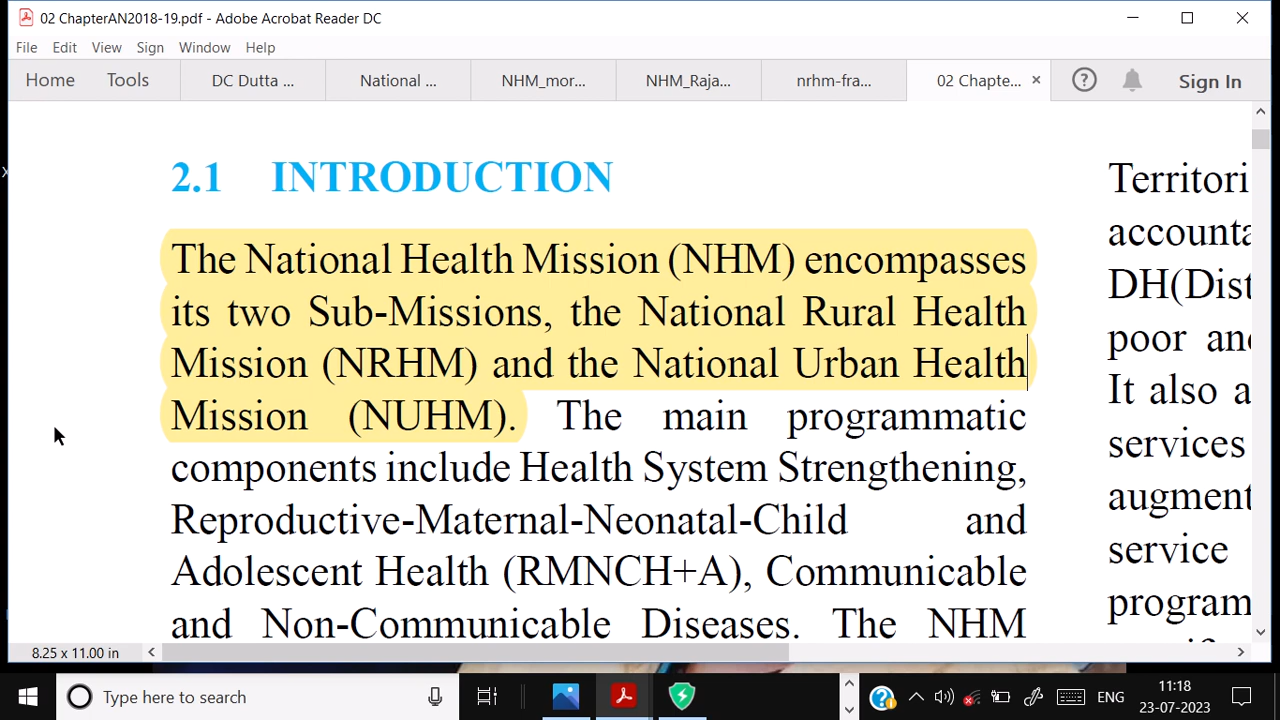 02 ChapterAN2018-19.pdf - Adobe Acrobat Reader DC
File Edit View Sign Window Help
Home Tools DC Dutta ... National ... NHM_mor... NHM_Raja... nrhm-fra... 02 Chapte... × ? Sign In
2.1 INTRODUCTION
The National Health Mission (NHM) encompasses
its two Sub-Missions, the National Rural Health
Mission (NRHM) and the National Urban Health
Mission (NUHM). The main programmatic
components include Health System Strengthening,
Reproductive-Maternal-Neonatal-Child and
Adolescent Health (RMNCH+A), Communicable
and Non-Communicable Diseases. The NHM
Territori
accounta
DH(Dist
poor and
It also a
services
augment
service
program
8.25 x 11.00 in
Type here to search
ENG
11:18
23-07-2023